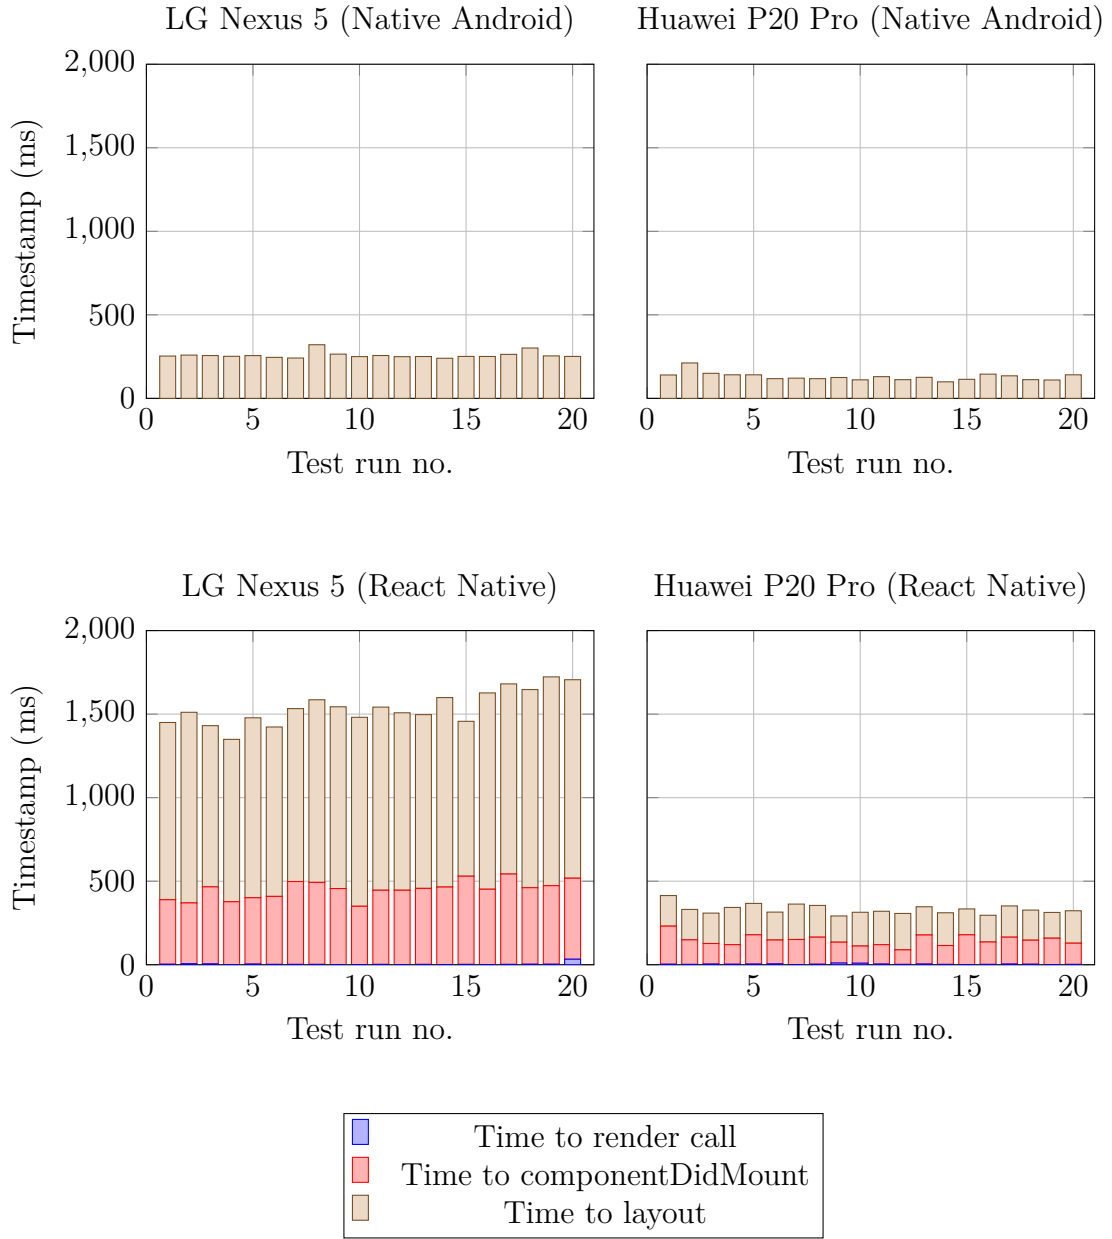 LG Nexus 5 (Native Android)
Huawei P20 Pro (Native Android)
Timestamp (ms)
2,000
1,500
1,000
500
0
0 5 10 15 20
0 5 10 15 20
Test run no.
Test run no.
LG Nexus 5 (React Native)
Huawei P20 Pro (React Native)
Timestamp (ms)
2,000
1,500
1,000
500
0
0 5 10 15 20
0 5 10 15 20
Test run no.
Test run no.
Time to render call
Time to componentDidMount
Time to layout